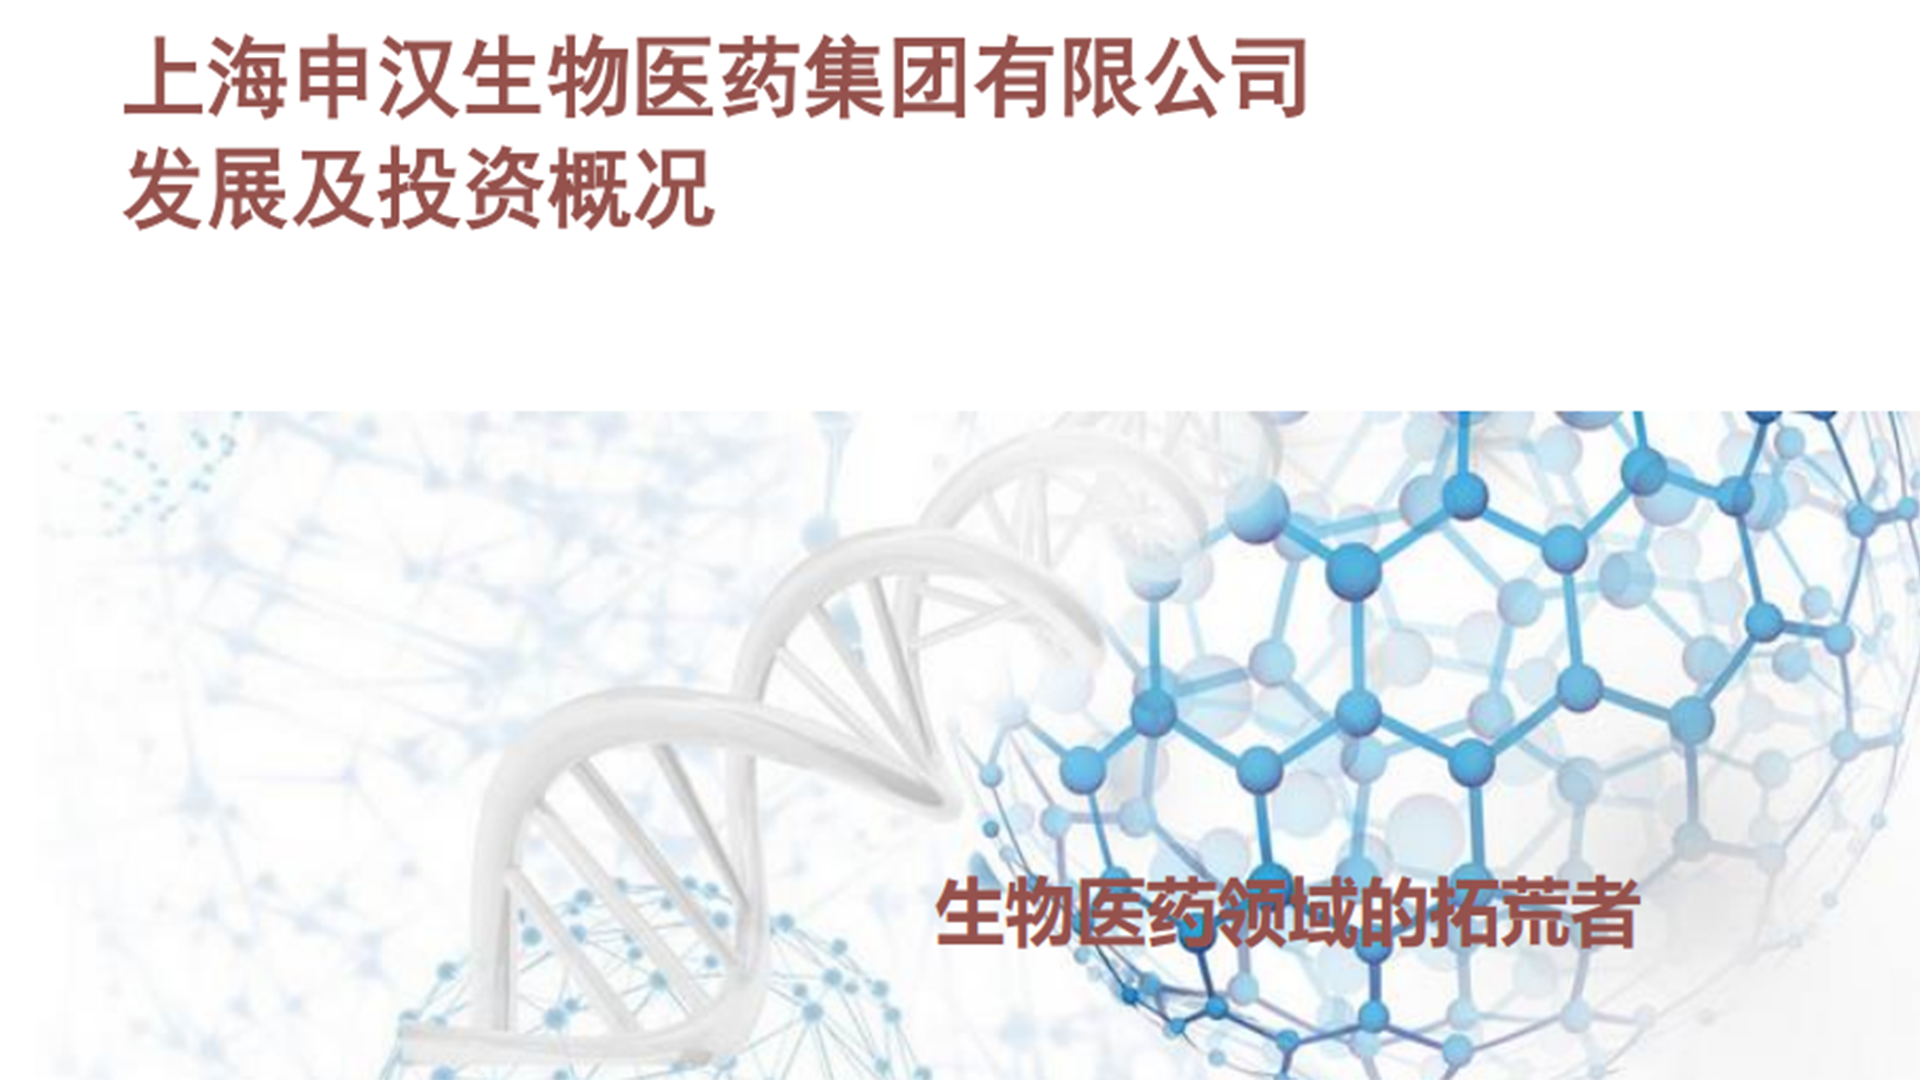 上海申汉生物医药集团有限公司
发展及投资概况
生物医药领域的拓荒者